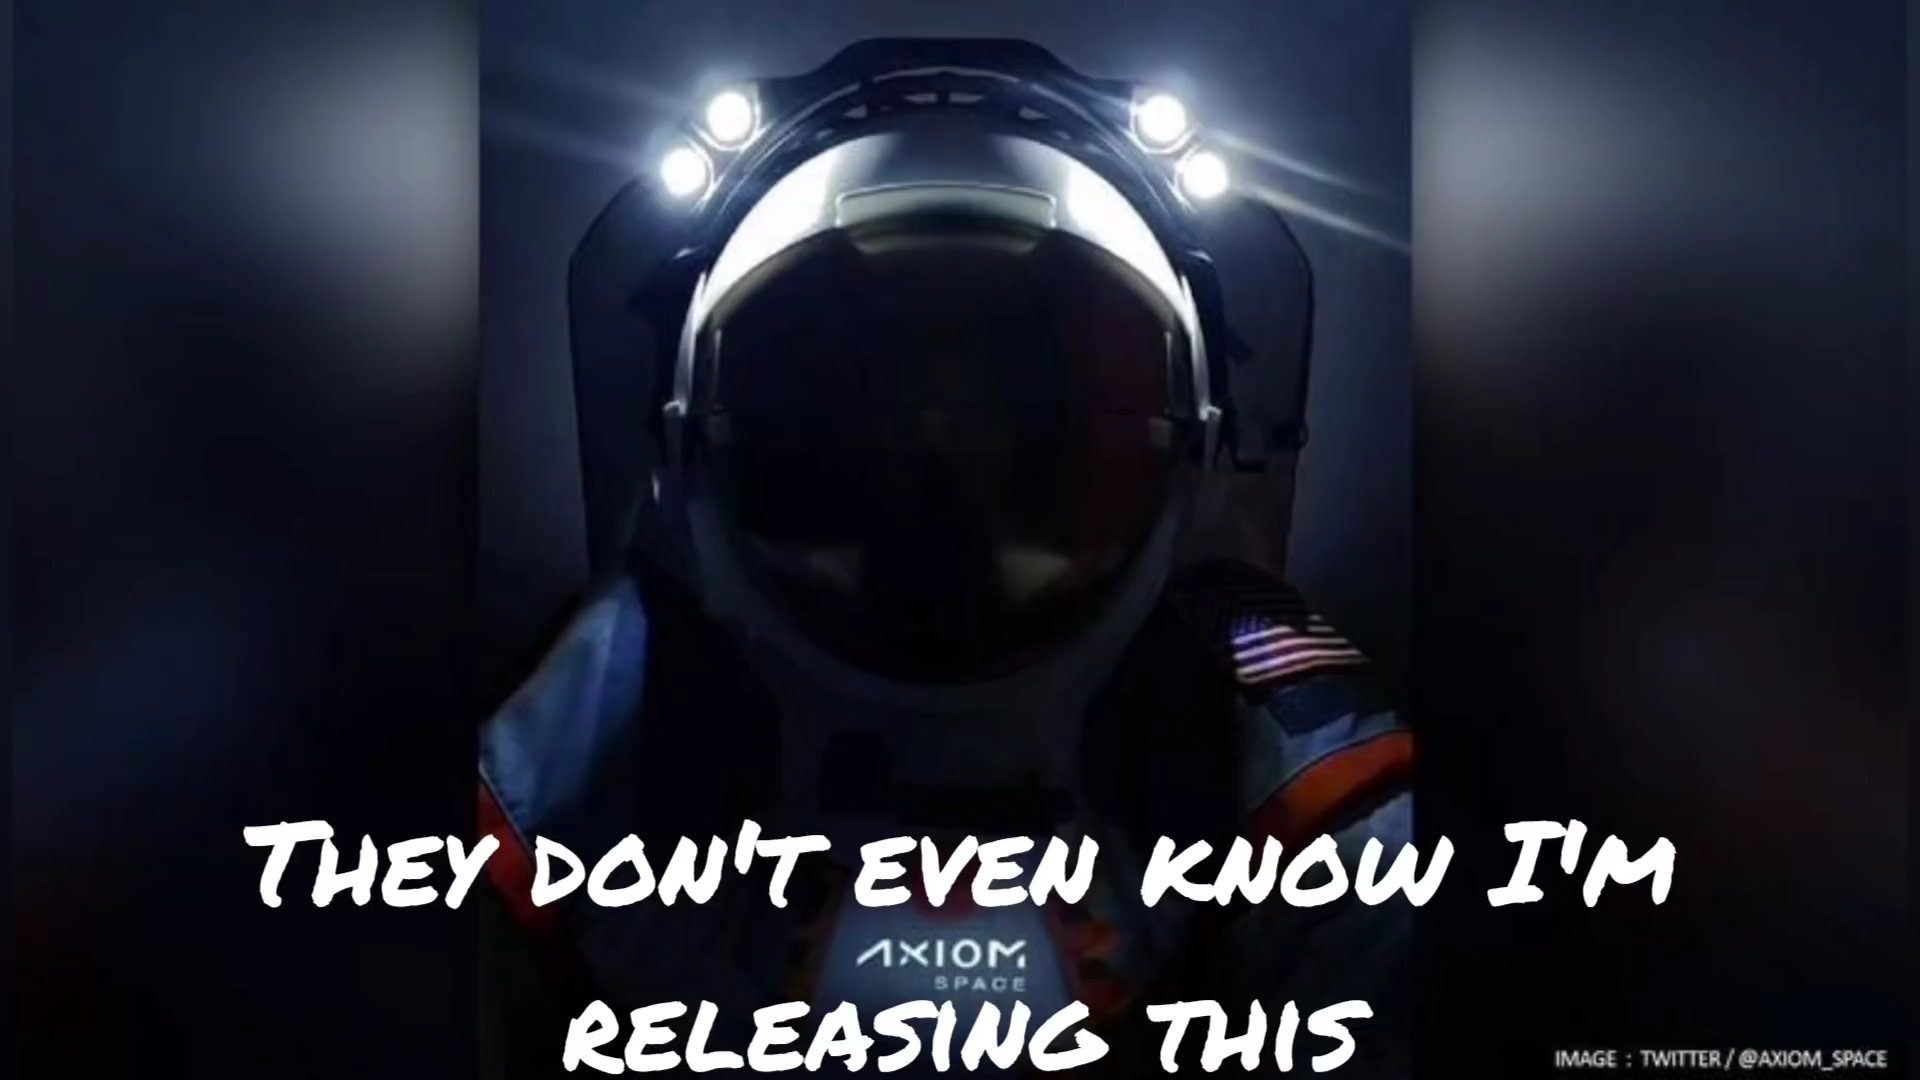 THEY DON'T EVEN KNOW I'M
AXIOM
SPACE
RELEASING THIS
IMAGE : TWITTER / @AXIOM_SPACE